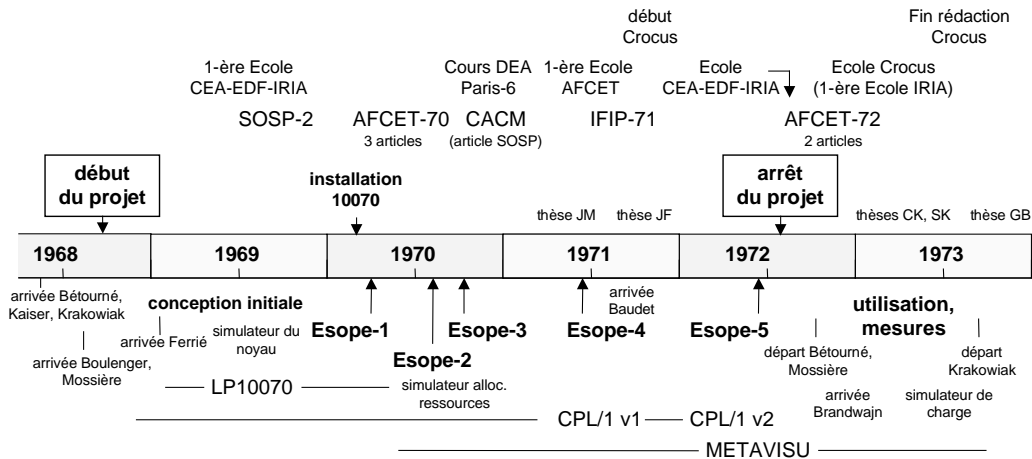 début
Crocus
Fin rédaction
Crocus
1-ère Ecole
CEA-EDF-IRIA
Cours DEA
Paris-6
1-ère Ecole
AFCET
Ecole
CEA-EDF-IRIA
Ecole Crocus
(1-ère Ecole IRIA)
SOSP-2
AFCET-70
3 articles
CACM
(article SOSP)
IFIP-71
AFCET-72
2 articles
début
du projet
installation
10070
arrêt
du projet
thèse JM
thèse JF
thèses CK, SK
thèse GB
1968
1969
1970
1971
1972
1973
arrivée Bétourné,
Kaiser, Krakowiak
arrivée Boulenger,
Mossière
arrivée Ferrié
conception initiale
simulateur du
noyau
Esope-1
Esope-2
Esope-3
Esope-4
arrivée
Baudet
Esope-5
utilisation,
mesures
départ Bétourné,
Mossière
départ
Krakowiak
LP10070
simulateur alloc.
ressources
arrivée
Brandwajn
simulateur de
charge
CPL/1 v1
CPL/1 v2
METAVISU